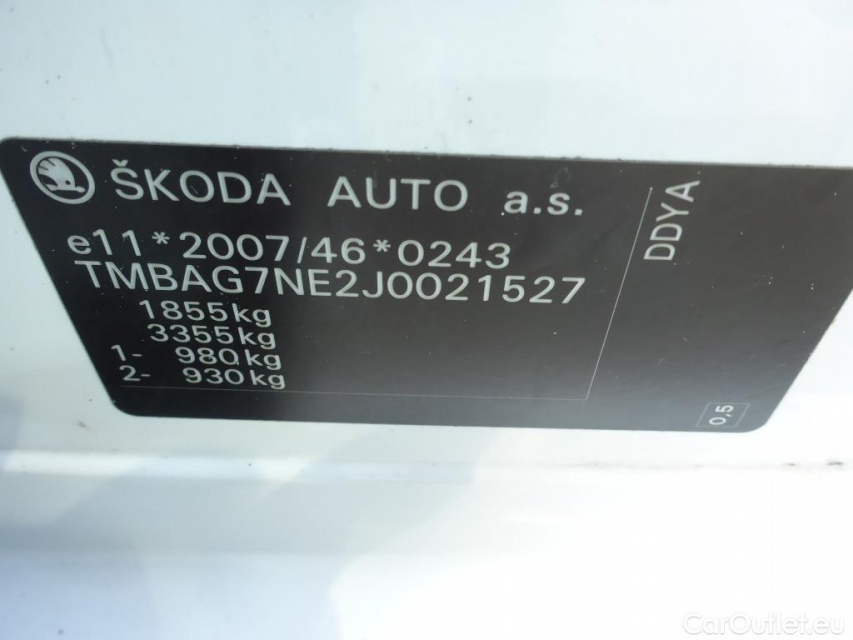 ŠKODA AUTO a.s.
e11*2007/46*0243
TMBAG7NE2J0021527
1855kg
3355kg
1- 980kg
2- 930kg
DDYA
0,5
CarOutlet.eu